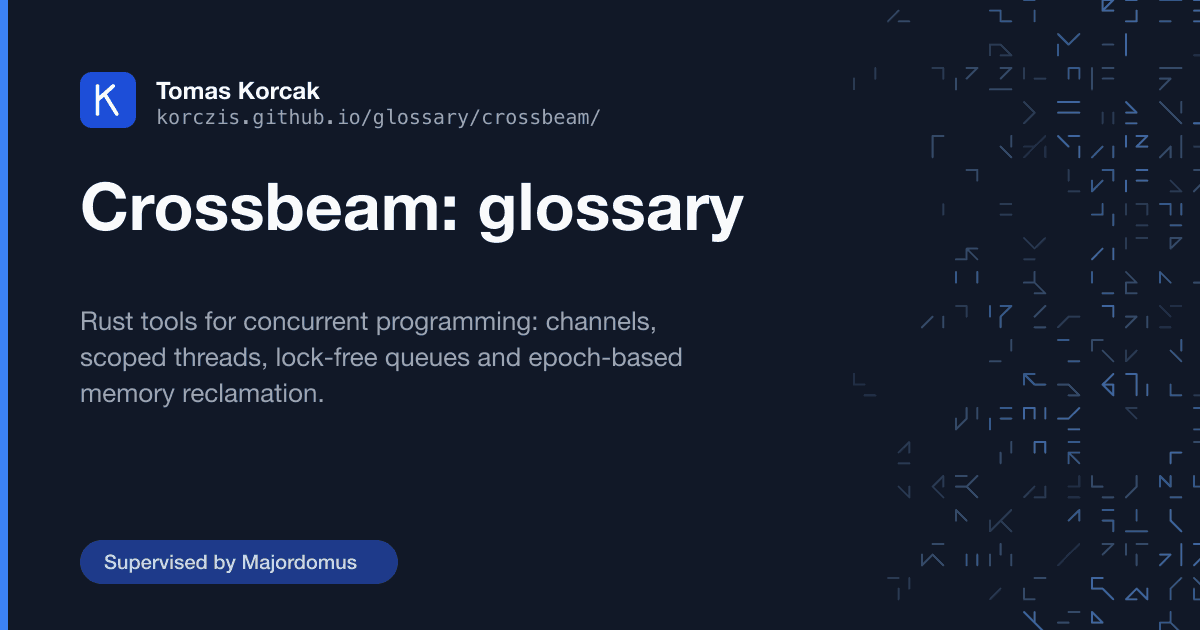 K
Tomas Korcak
korczis.github.io/glossary/crossbeam/
Crossbeam: glossary
Rust tools for concurrent programming: channels,
scoped threads, lock-free queues and epoch-based
memory reclamation.
Supervised by Majordomus